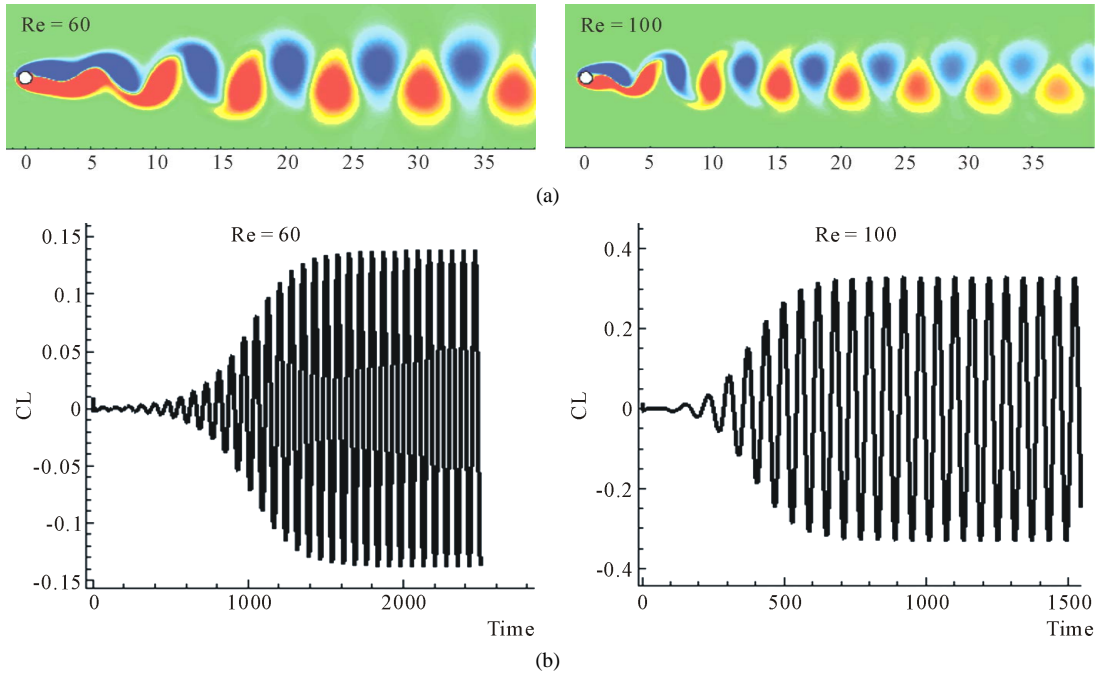 Re = 60
Re = 100
0 5 10 15 20 25 30 35
0 5 10 15 20 25 30 35
(a)
Re = 60
0.15
0.1
0.05
0
-0.05
-0.1
-0.15
CL
0 1000 2000
Time
Re = 100
0.4
0.2
0
-0.2
-0.4
CL
0 500 1000 1500
Time
(b)